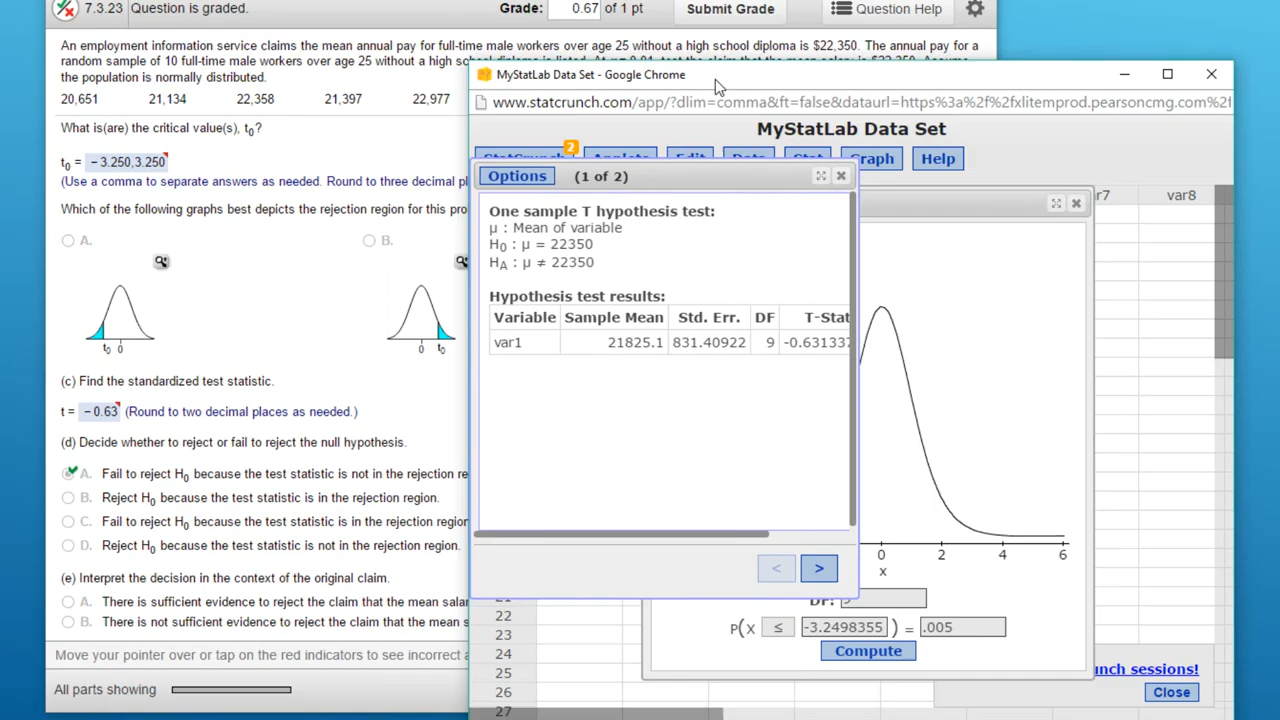 7.3.23 Question is graded. Grade: 0.67 of 1 pt Submit Grade Question Help
An employment information service claims the mean annual pay for full-time male workers over age 25 without a high school diploma is $22,350. The annual pay for a
random sample of 10 full-time male workers over age 25 without a high
the population is normally distributed.
20,651 21,134 22,358 21,397 22,977
What is(are) the critical value(s), t0?
t0 = − 3.250,3.250
(Use a comma to separate answers as needed. Round to three decimal pl
Which of the following graphs best depicts the rejection region for this pro
A.
B.
t0 0
0 t0
(c) Find the standardized test statistic.
t = − 0.63 (Round to two decimal places as needed.)
(d) Decide whether to reject or fail to reject the null hypothesis.
A. Fail to reject H0 because the test statistic is not in the rejection re
B. Reject H0 because the test statistic is in the rejection region.
C. Fail to reject H0 because the test statistic is in the rejection region
D. Reject H0 because the test statistic is not in the rejection region.
(e) Interpret the decision in the context of the original claim.
A. There is sufficient evidence to reject the claim that the mean salar
B. There is not sufficient evidence to reject the claim that the mean s
Move your pointer over or tap on the red indicators to see incorrect a
All parts showing
MyStatLab Data Set - Google Chrome
www.statcrunch.com/app/?dlim=comma&ft=false&dataurl=https%3a%2f%2fxlitemprod.pearsoncmg.com%2f
MyStatLab Data Set
StatCrunch 2 Applets Edit Data Stat Graph Help
r7 var8
Options (1 of 2)
One sample T hypothesis test:
μ : Mean of variable
H0 : μ = 22350
HA : μ ≠ 22350
Hypothesis test results:
Variable Sample Mean Std. Err. DF T-Stat
var1 21825.1 831.40922 9 -0.631337
< >
0 2 4 6
x
DF:
P(X ≤ -3.2498355 ) = .005
Compute
21
22
23
24
25
26
27
nch sessions!
Close